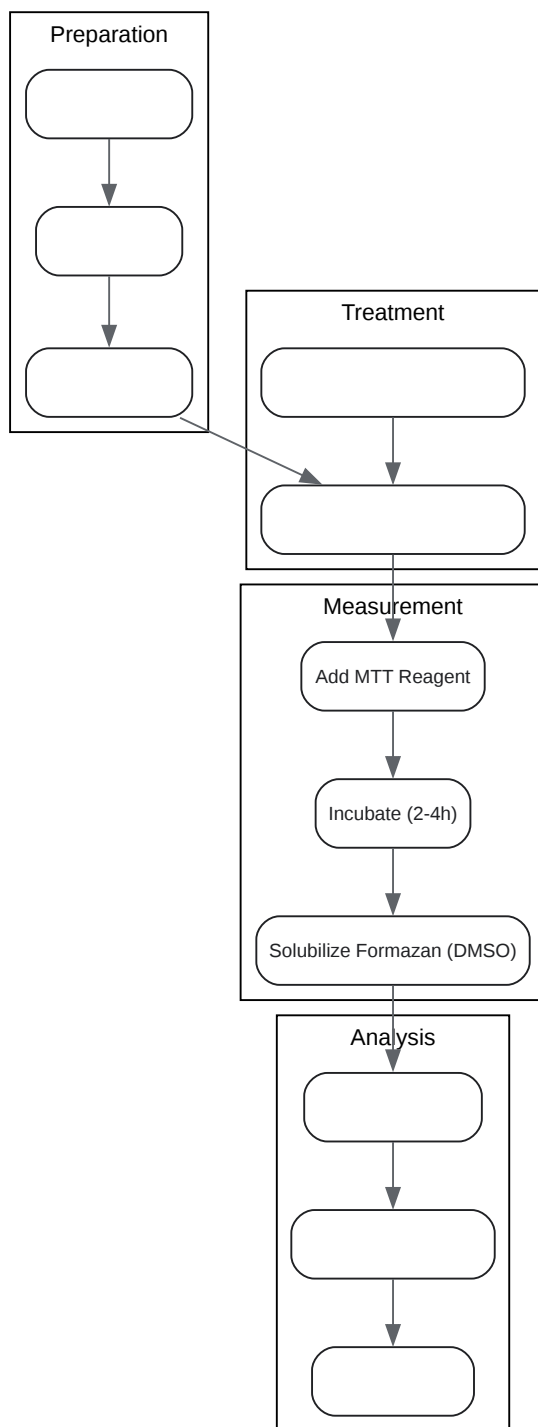 Preparation
Treatment
Measurement
Add MTT Reagent
Incubate (2-4h)
Solubilize Formazan (DMSO)
Analysis